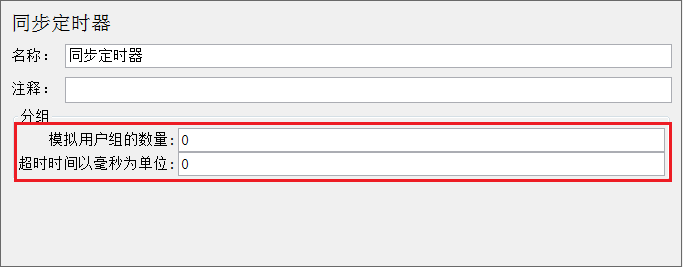 同步定时器
名称： 同步定时器
注释：
分组
模拟用户组的数量: 0
超时时间以毫秒为单位: 0